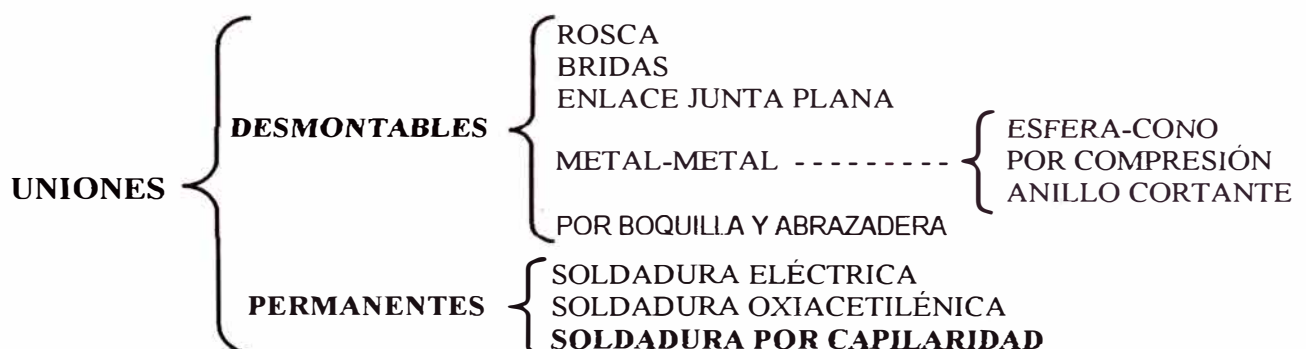 UNIONES
DESMONTABLES
ROSCA
BRIDAS
ENLACE JUNTA PLANA
METAL-METAL - - - - - - - - -
ESFERA-CONO
POR COMPRESIÓN
ANILLO CORTANTE
POR BOQUILLA Y ABRAZADERA
PERMANENTES
SOLDADURA ELÉCTRICA
SOLDADURA OXIACETILÉNICA
SOLDADURA POR CAPILARIDAD